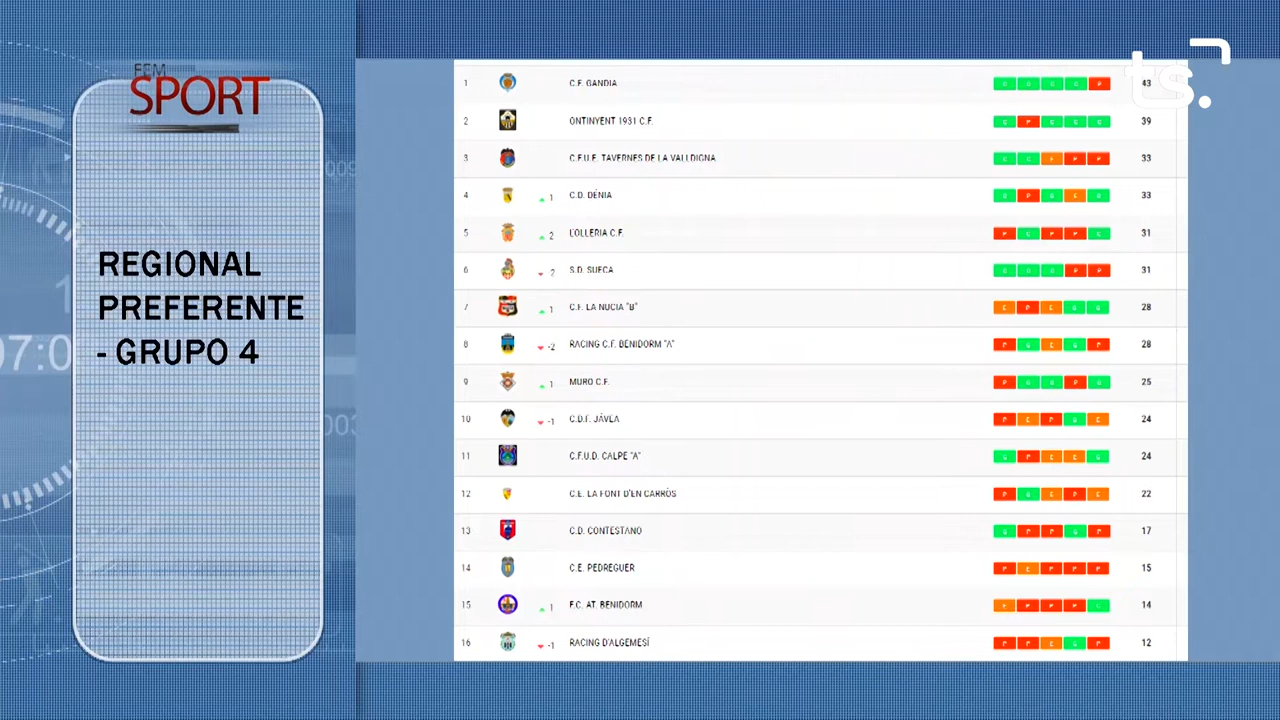 FEM
SPORT
ts.
REGIONAL
PREFERENTE
- GRUPO 4
1 C.F. GANDIA G G G G P 43
2 ONTINYENT 1931 C.F. G P G G G 39
3 C.F.U.E. TAVERNES DE LA VALLDIGNA G G E P P 33
4 1 C.D. DÉNIA G P G E G 33
5 2 L'OLLERIA C.F. P G P P G 31
6 -2 S.D. SUECA G G G P P 31
7 1 C.F. LA NUCIA "B" E P E G G 28
8 -2 RACING C.F. BENIDORM "A" P G E G P 28
9 1 MURO C.F. P G G P G 25
10 -1 C.D.F. JÁVEA P E P G E 24
11 C.F.U.D. CALPE "A" G P E E G 24
12 C.E. LA FONT D'EN CARRÒS P G E P E 22
13 C.D. CONTESTANO G P P G P 17
14 C.E. PEDREGUER P E P P P 15
15 1 F.C. AT. BENIDORM E P P P G 14
16 -1 RACING D'ALGEMESÍ P P E G P 12